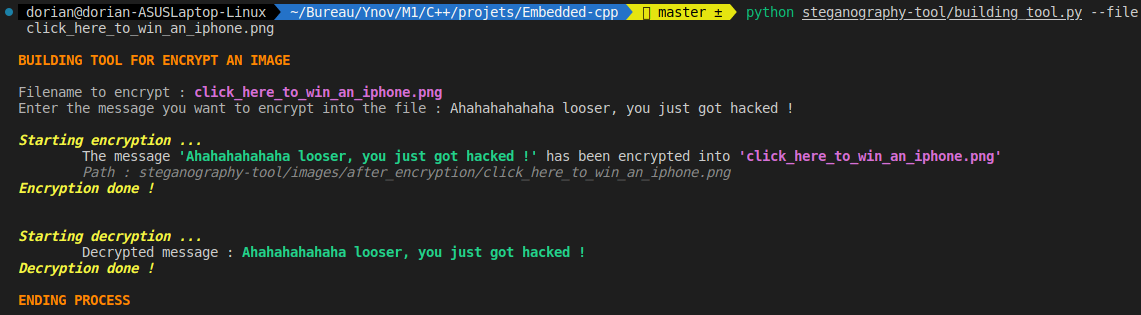 dorian@dorian-ASUSLaptop-Linux ~/Bureau/Ynov/M1/C++/projets/Embedded-cpp master ± python steganography-tool/building_tool.py --file
click_here_to_win_an_iphone.png
BUILDING TOOL FOR ENCRYPT AN IMAGE
Filename to encrypt : click_here_to_win_an_iphone.png
Enter the message you want to encrypt into the file : Ahahahahahaha looser, you just got hacked !
Starting encryption ...
The message 'Ahahahahahaha looser, you just got hacked !' has been encrypted into 'click_here_to_win_an_iphone.png'
Path : steganography-tool/images/after_encryption/click_here_to_win_an_iphone.png
Encryption done !
Starting decryption ...
Decrypted message : Ahahahahahaha looser, you just got hacked !
Decryption done !
ENDING PROCESS